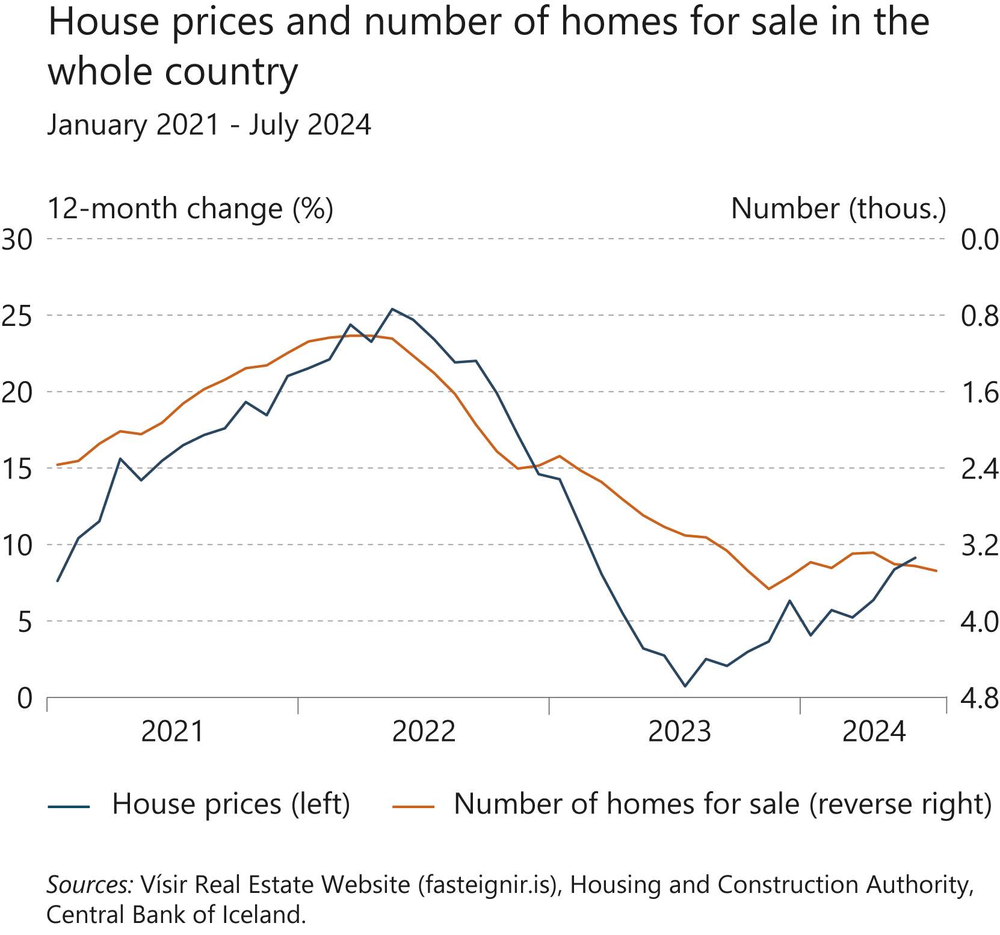 House prices and number of homes for sale in the
whole country
January 2021 - July 2024
12-month change (%)
Number (thous.)
30
0.0
25
0.8
20
1.6
15
2.4
10
3.2
5
4.0
0
4.8
2021
2022
2023
2024
House prices (left)
Number of homes for sale (reverse right)
Sources: Vísir Real Estate Website (fasteignir.is), Housing and Construction Authority,
Central Bank of Iceland.